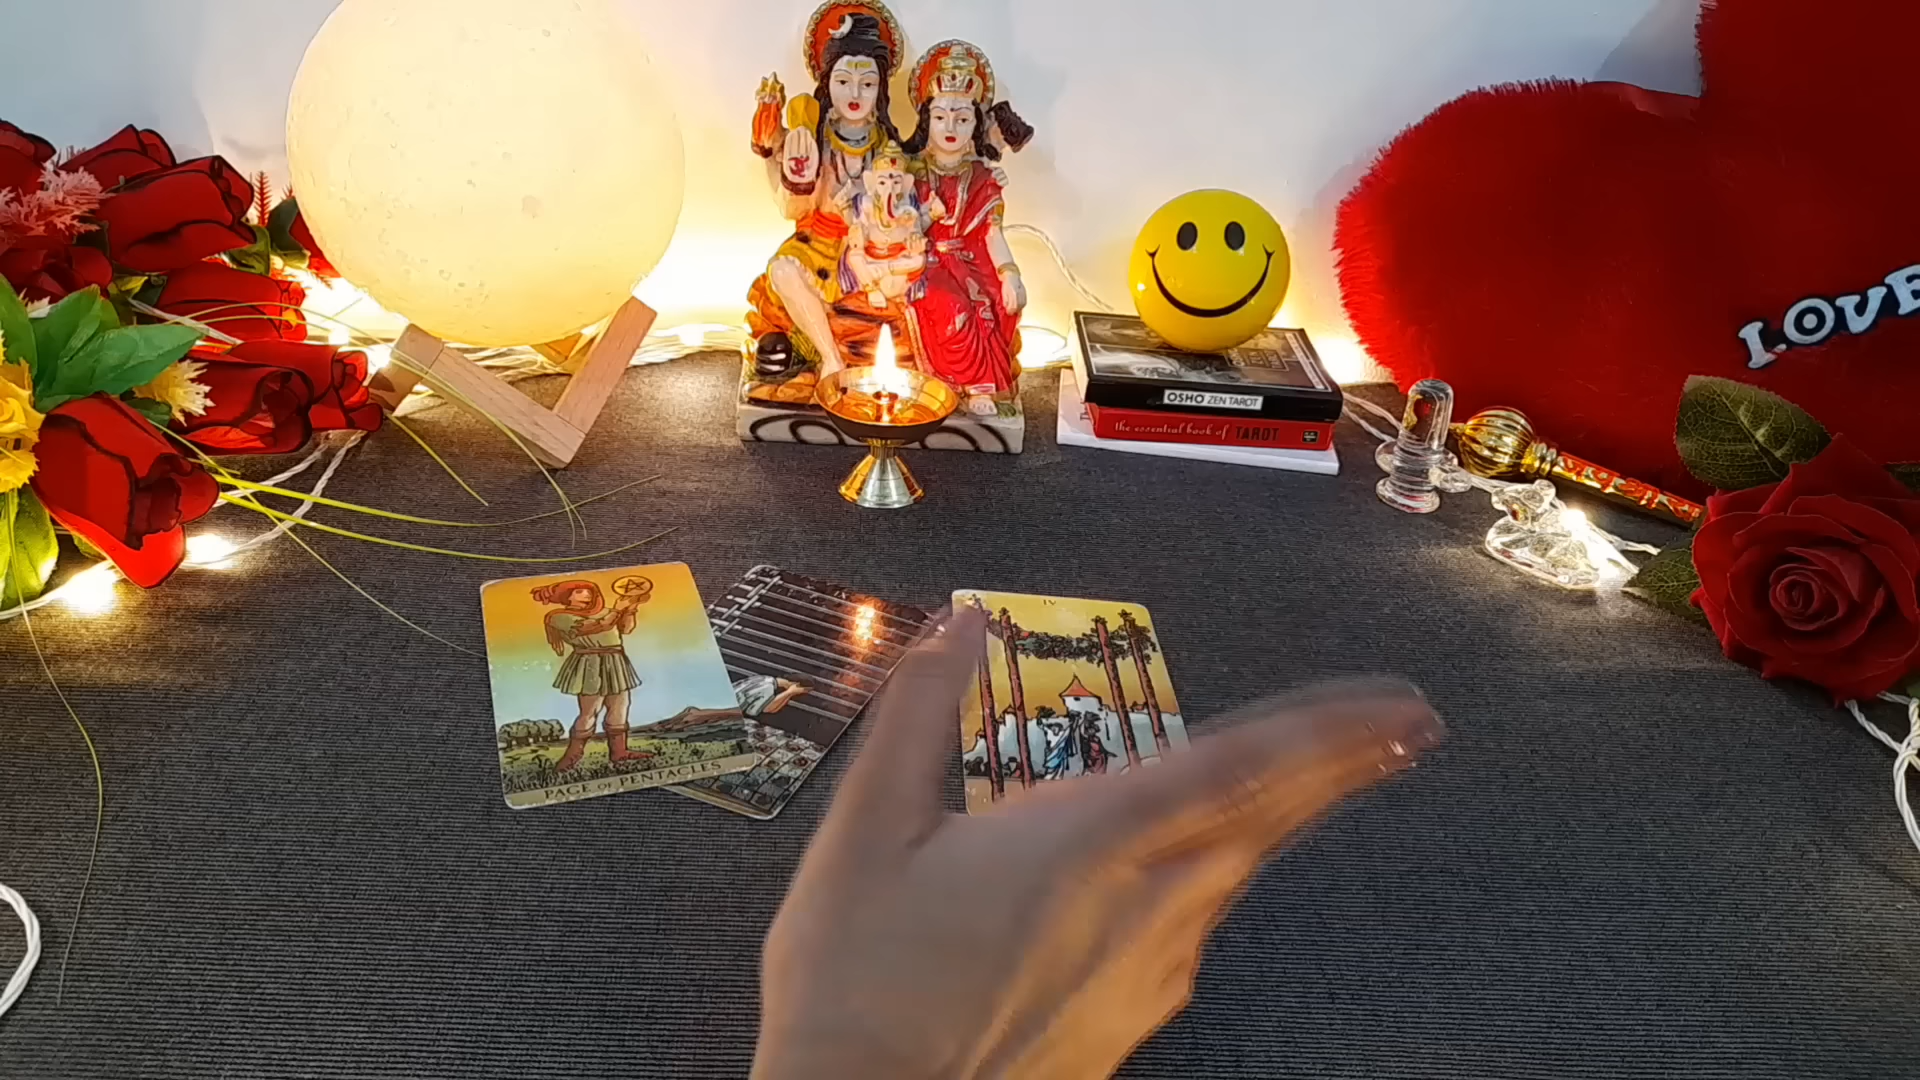 LOVE
OSHO ZEN TAROT
the essential book of TAROT
IV
PAGE OF PENTACLES